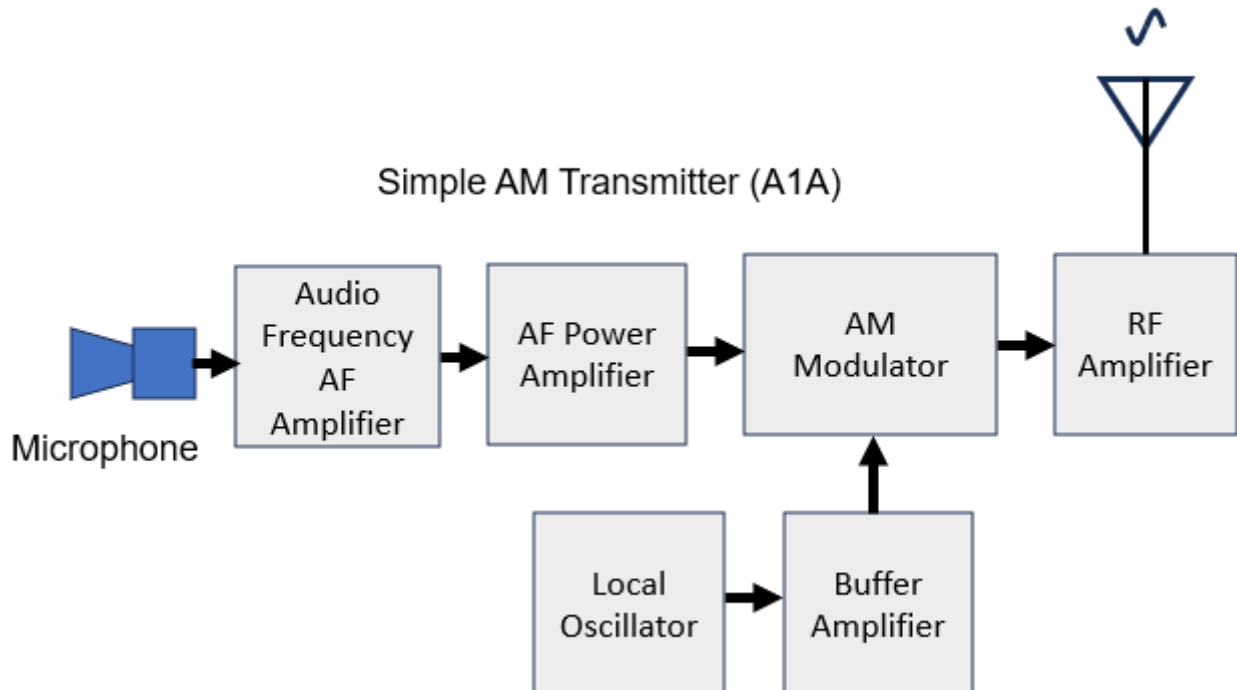 Simple AM Transmitter (A1A)
Microphone
Audio
Frequency
AF
Amplifier
AF Power
Amplifier
AM
Modulator
RF
Amplifier
Local
Oscillator
Buffer
Amplifier